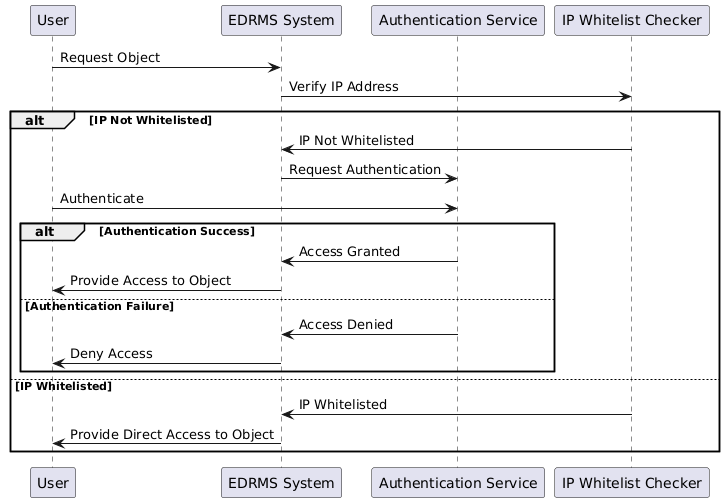 User
EDRMS System
Authentication Service
IP Whitelist Checker
Request Object
Verify IP Address
alt
[IP Not Whitelisted]
IP Not Whitelisted
Request Authentication
Authenticate
alt
[Authentication Success]
Access Granted
Provide Access to Object
[Authentication Failure]
Access Denied
Deny Access
[IP Whitelisted]
IP Whitelisted
Provide Direct Access to Object
User
EDRMS System
Authentication Service
IP Whitelist Checker